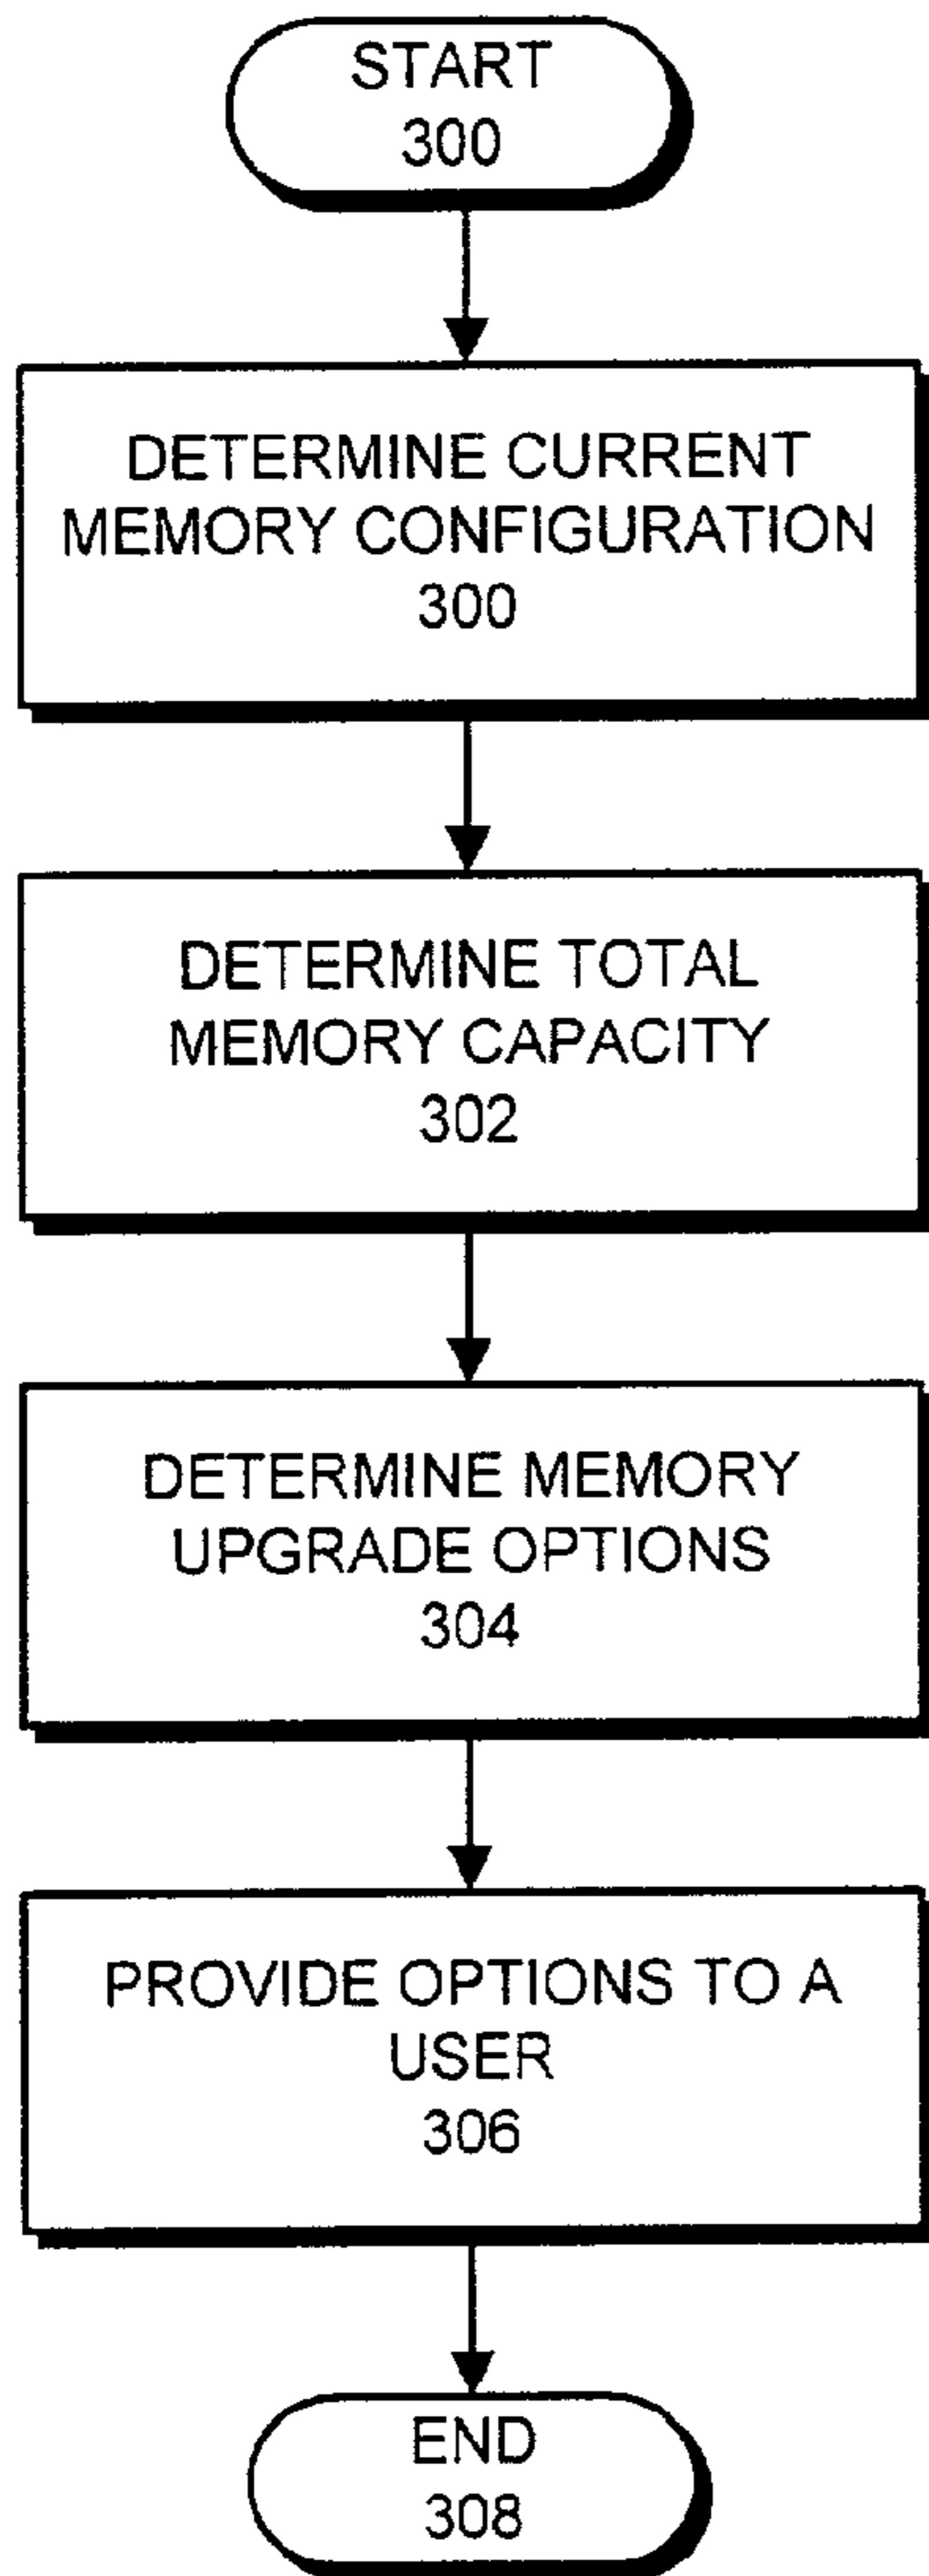 START
300
DETERMINE CURRENT
MEMORY CONFIGURATION
300
DETERMINE TOTAL
MEMORY CAPACITY
302
DETERMINE MEMORY
UPGRADE OPTIONS
304
PROVIDE OPTIONS TO A
USER
306
END
308